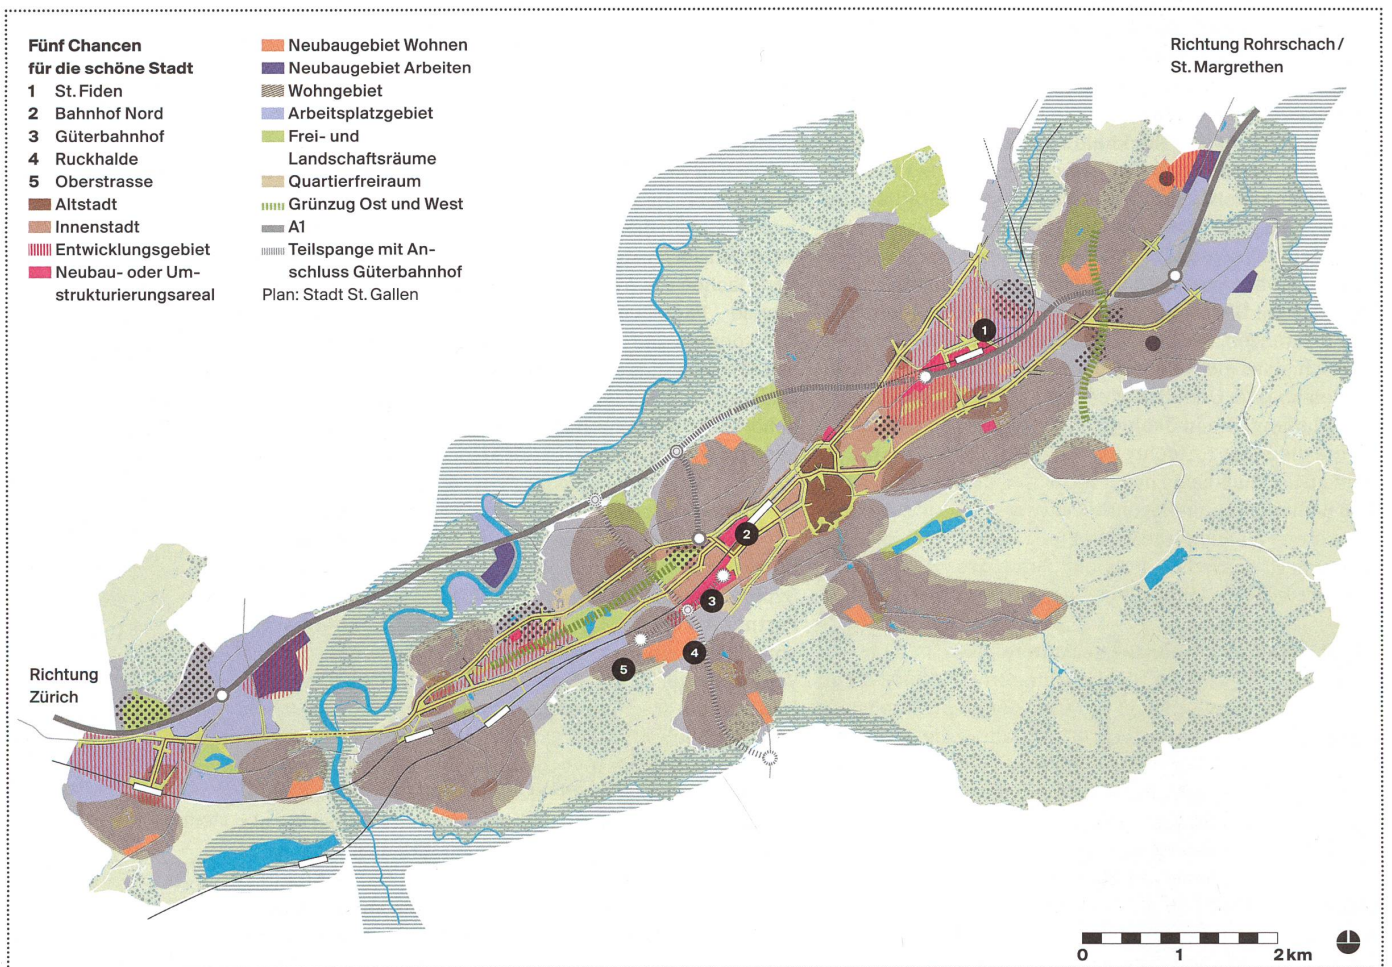 Fünf Chancen
für die schöne Stadt
1 St. Fiden
2 Bahnhof Nord
3 Güterbahnhof
4 Ruckhalde
5 Oberstrasse
Altstadt
Innenstadt
Entwicklungsgebiet
Neubau- oder Um-
strukturierungsareal
Neubaugebiet Wohnen
Neubaugebiet Arbeiten
Wohngebiet
Arbeitsplatzgebiet
Frei- und
Landschaftsräume
Quartierfreiraum
Grünzug Ost und West
A1
Teilspange mit An-
schluss Güterbahnhof
Plan: Stadt St. Gallen
Richtung Rohrschach/
St. Margrethen
1
2
3
4
5
Richtung
Zürich
0 1 2 km